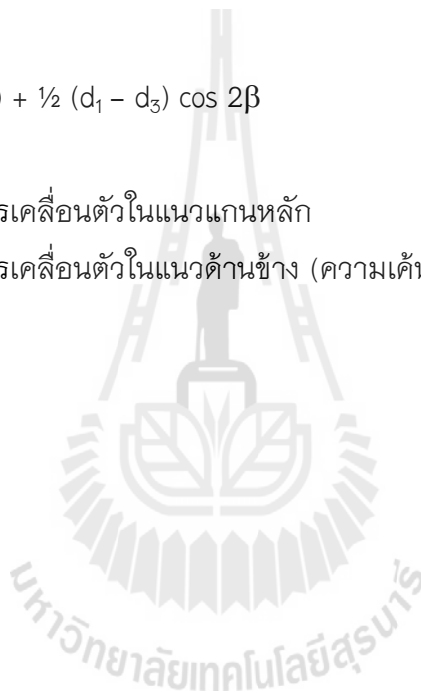 ) + ½ (d₁ – d₃) cos 2β
รเคลื่อนตัวในแนวแกนหลัก
รเคลื่อนตัวในแนวด้านข้าง (ความเค้น
มหาวิทยาลัยเทคโนโลยีสุรนารี